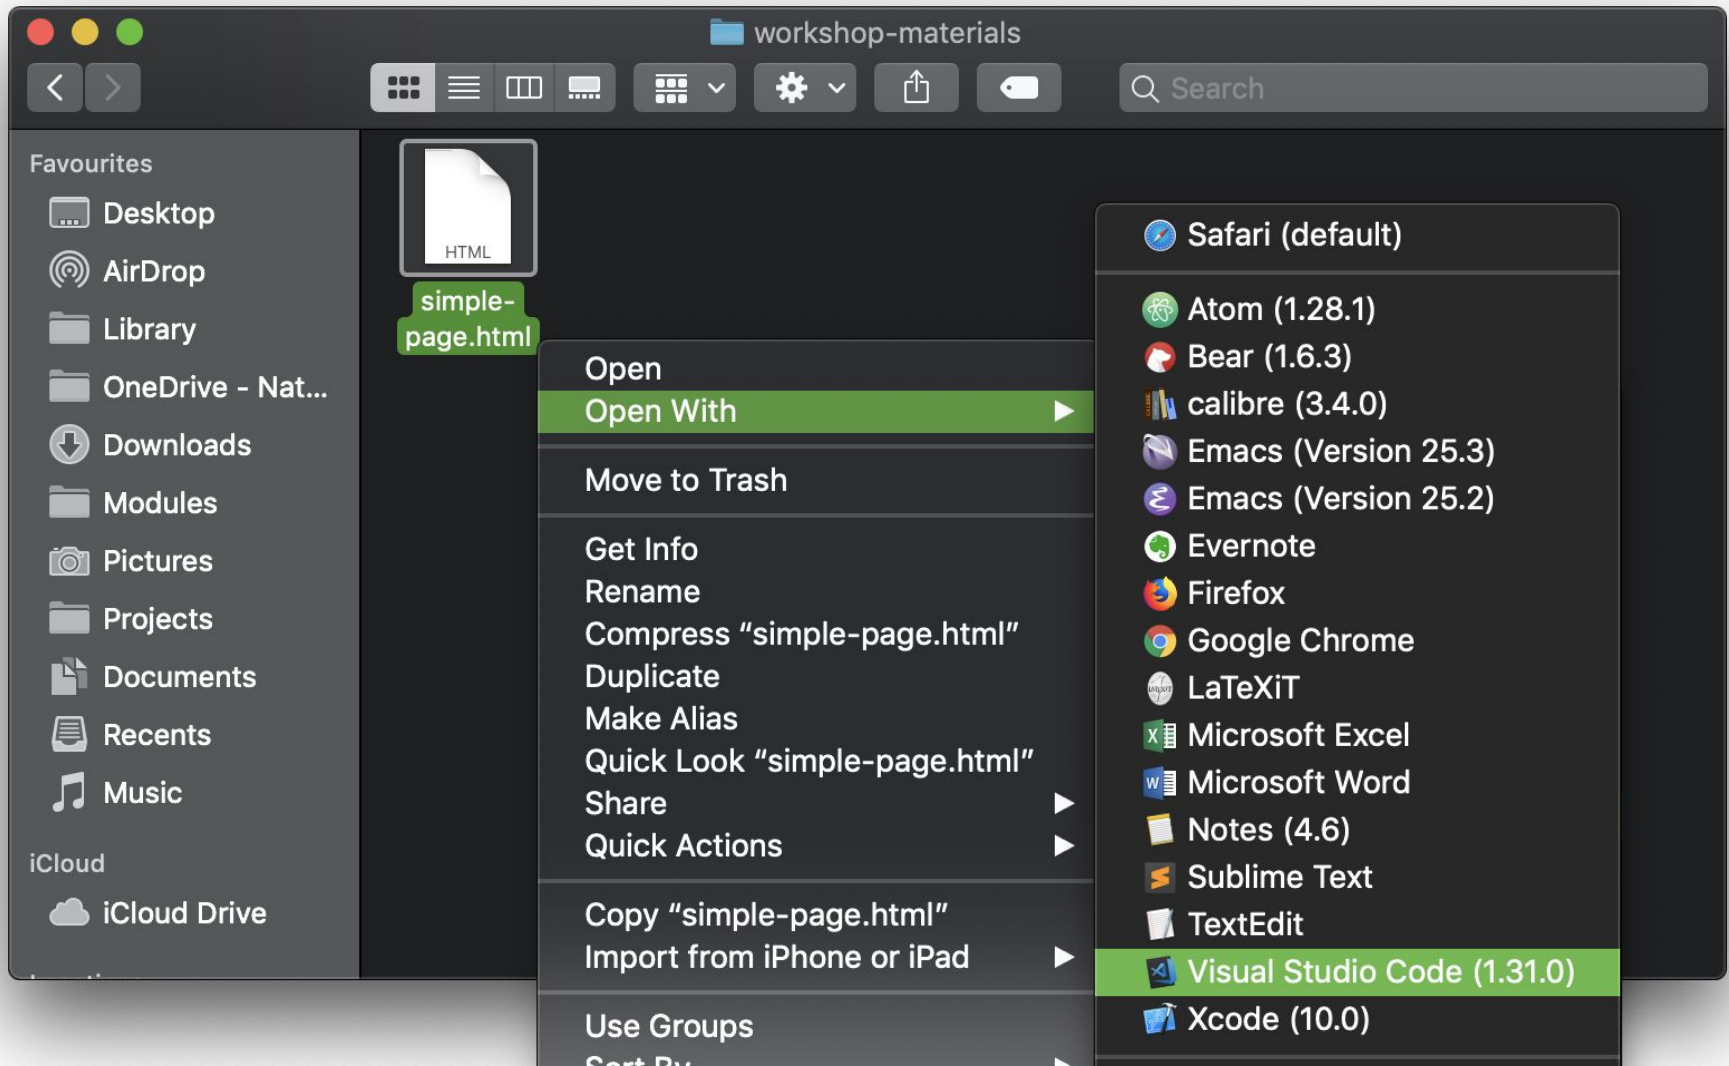 workshop-materials
Search
Favourites
Desktop
AirDrop
Library
OneDrive - Nat...
Downloads
Modules
Pictures
Projects
Documents
Recents
Music
iCloud
iCloud Drive
HTML
simple-
page.html
Open
Open With
Move to Trash
Get Info
Rename
Compress “simple-page.html”
Duplicate
Make Alias
Quick Look “simple-page.html”
Share
Quick Actions
Copy “simple-page.html”
Import from iPhone or iPad
Use Groups
Sort By
Safari (default)
Atom (1.28.1)
Bear (1.6.3)
calibre (3.4.0)
Emacs (Version 25.3)
Emacs (Version 25.2)
Evernote
Firefox
Google Chrome
LaTeXiT
Microsoft Excel
Microsoft Word
Notes (4.6)
Sublime Text
TextEdit
Visual Studio Code (1.31.0)
Xcode (10.0)